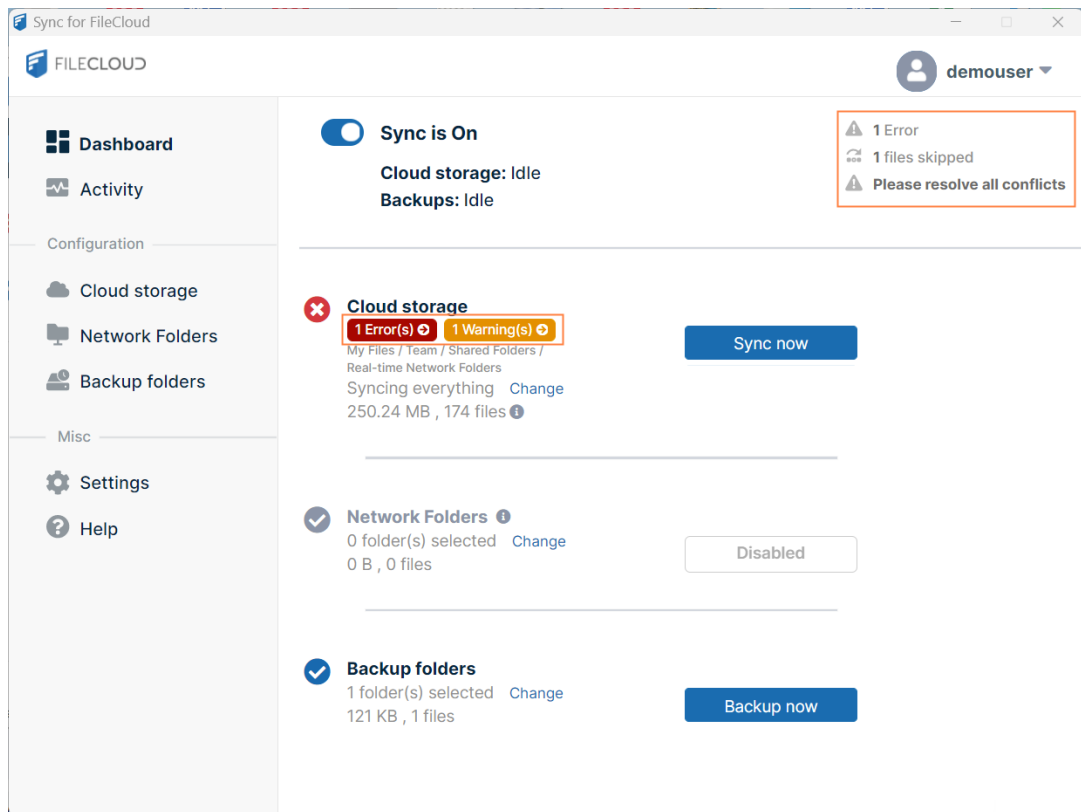 Sync for FileCloud
FILECLOUD
demouser
Dashboard
Activity
Configuration
Cloud storage
Network Folders
Backup folders
Misc
Settings
Help
Sync is On
Cloud storage: Idle
Backups: Idle
1 Error
1 files skipped
Please resolve all conflicts
Cloud storage
1 Error(s) 1 Warning(s)
My Files / Team / Shared Folders /
Real-time Network Folders
Syncing everything Change
250.24 MB , 174 files
Sync now
Network Folders
0 folder(s) selected Change
0 B , 0 files
Disabled
Backup folders
1 folder(s) selected Change
121 KB , 1 files
Backup now